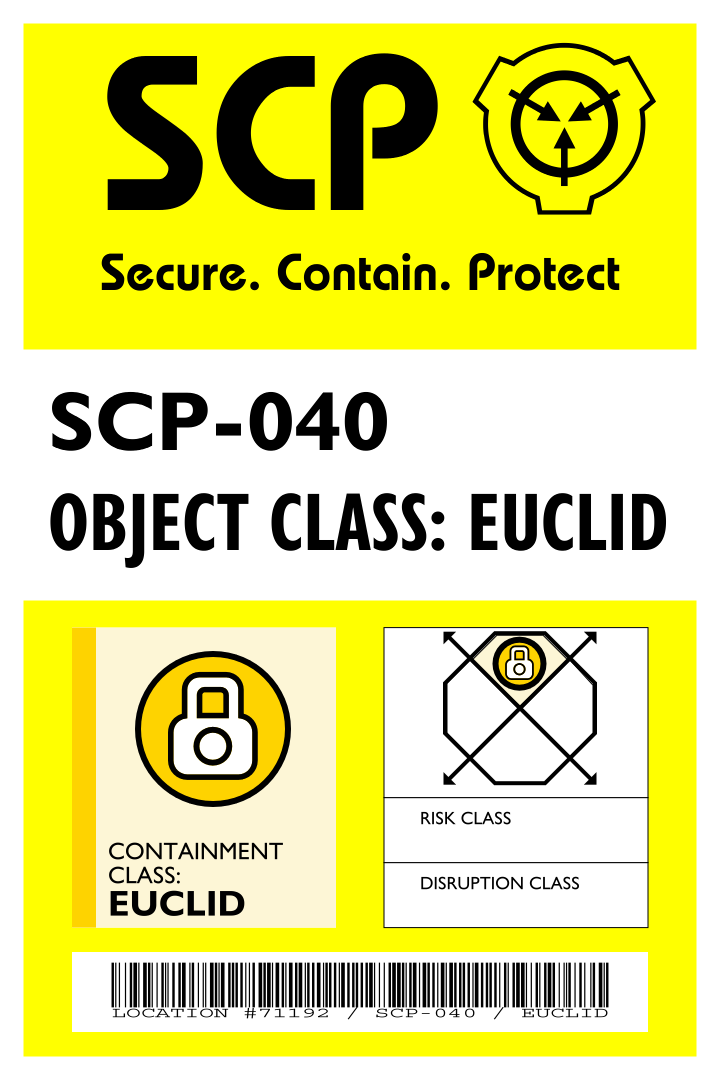 SCP
Secure. Contain. Protect
SCP-040
OBJECT CLASS: EUCLID
CONTAINMENT
CLASS:
EUCLID
RISK CLASS
DISRUPTION CLASS
LOCATION #71192 / SCP-040 / EUCLID